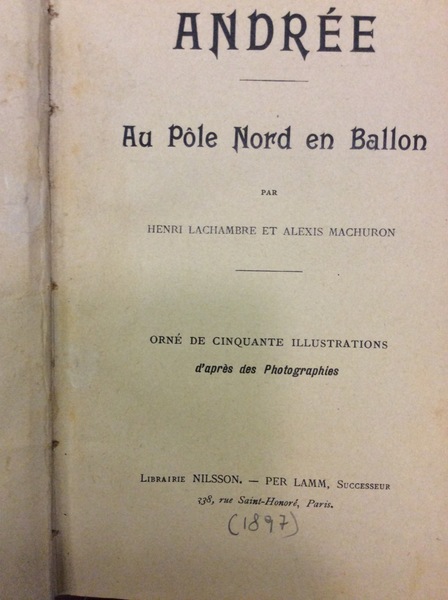 ANDRÉE
Au Pôle Nord en Ballon
PAR
HENRI LACHAMBRE ET ALEXIS MACHURON
ORNÉ DE CINQUANTE ILLUSTRATIONS
d'après des Photographies
LIBRAIRIE NILSSON. — PER LAMM, SUCCESSEUR
338, rue Saint-Honoré, Paris.
(1897)